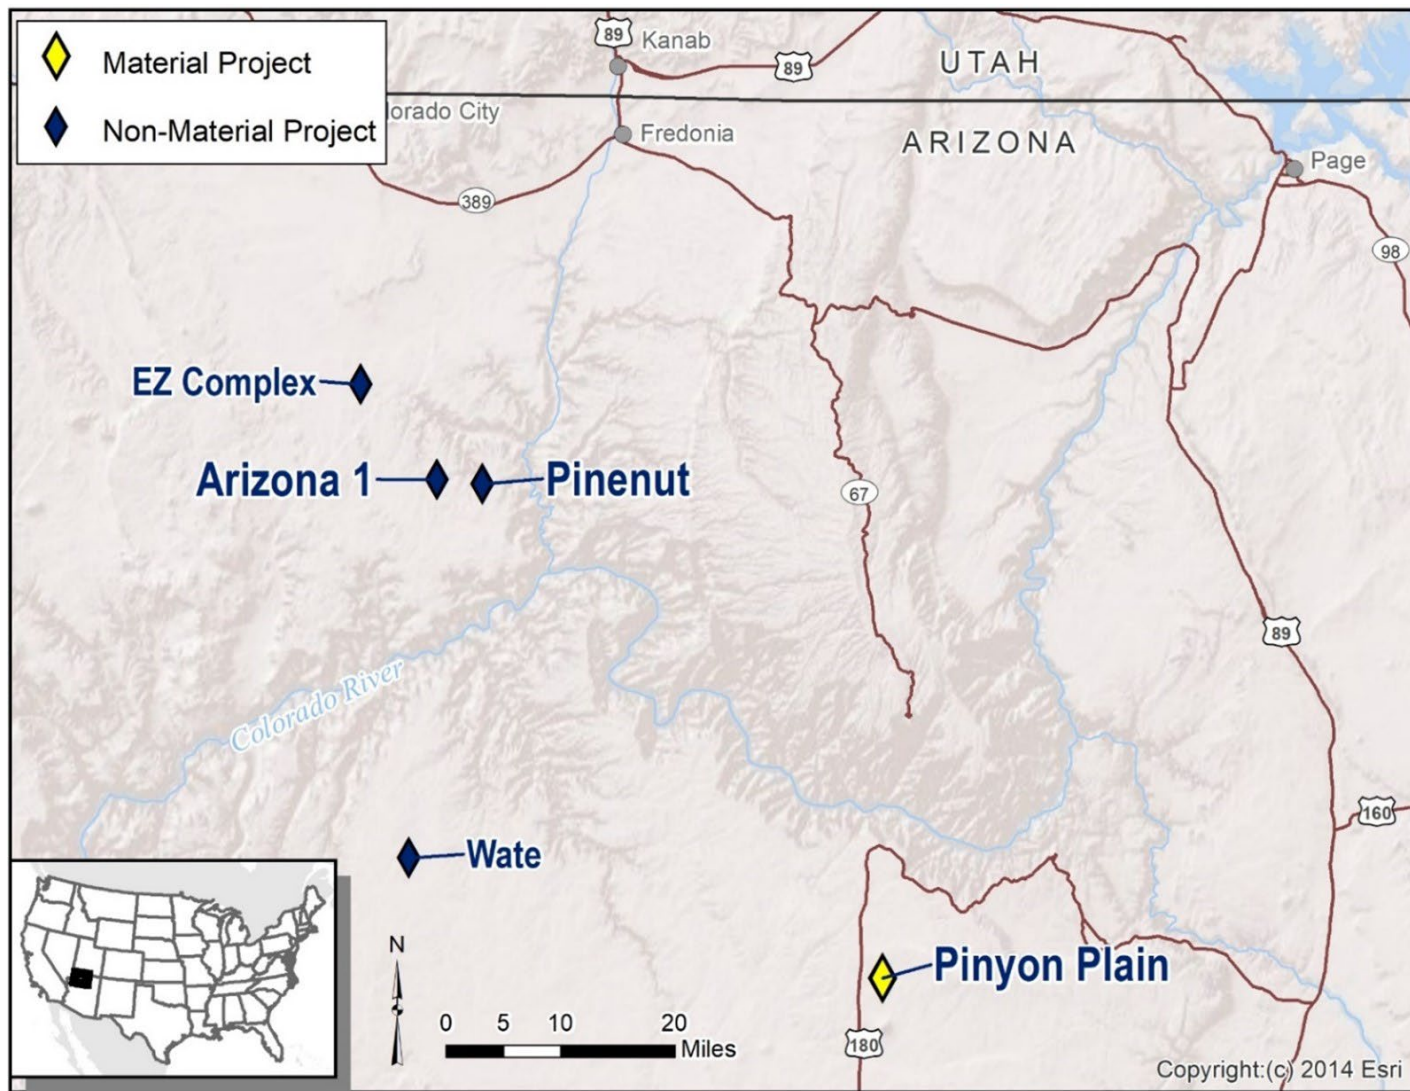 Material Project
Non-Material Project
89
Kanab
89
UTAH
lorado City
Fredonia
ARIZONA
Page
389
98
EZ Complex
Arizona 1
Pinenut
67
89
Colorado River
160
Wate
N
Pinyon Plain
0 5 10 20
Miles
180
Copyright:(c) 2014 Esri